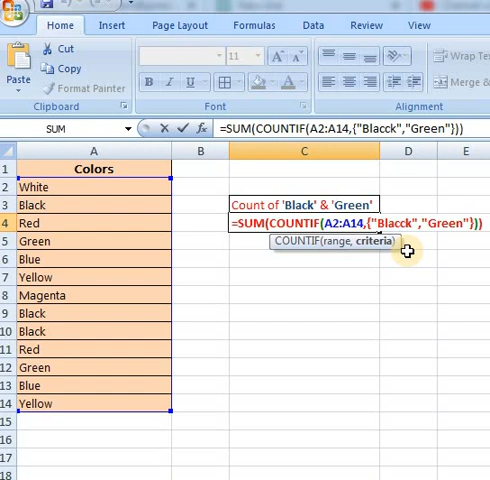 Home Insert Page Layout Formulas Data Review View
Paste
Cut
Copy
Format Painter
Clipboard
11 A A
B I U
Font
Wrap Te
Merge &
Alignment
SUM fx =SUM(COUNTIF(A2:A14,{"Blacck","Green"}))
A B C D E
1 Colors
2 White
3 Black Count of 'Black' & 'Green'
4 Red =SUM(COUNTIF(A2:A14,{"Blacck","Green"}))
5 Green COUNTIF(range, criteria)
6 Blue
7 Yellow
8 Magenta
9 Black
10 Black
11 Red
12 Green
13 Blue
14 Yellow
15
16
17
18